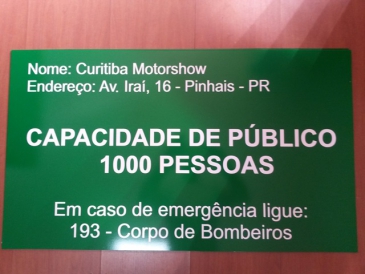 Nome: Curitiba Motorshow
Endereço: Av. Iraí, 16 - Pinhais - PR
CAPACIDADE DE PÚBLICO
1000 PESSOAS
Em caso de emergência ligue:
193 - Corpo de Bombeiros